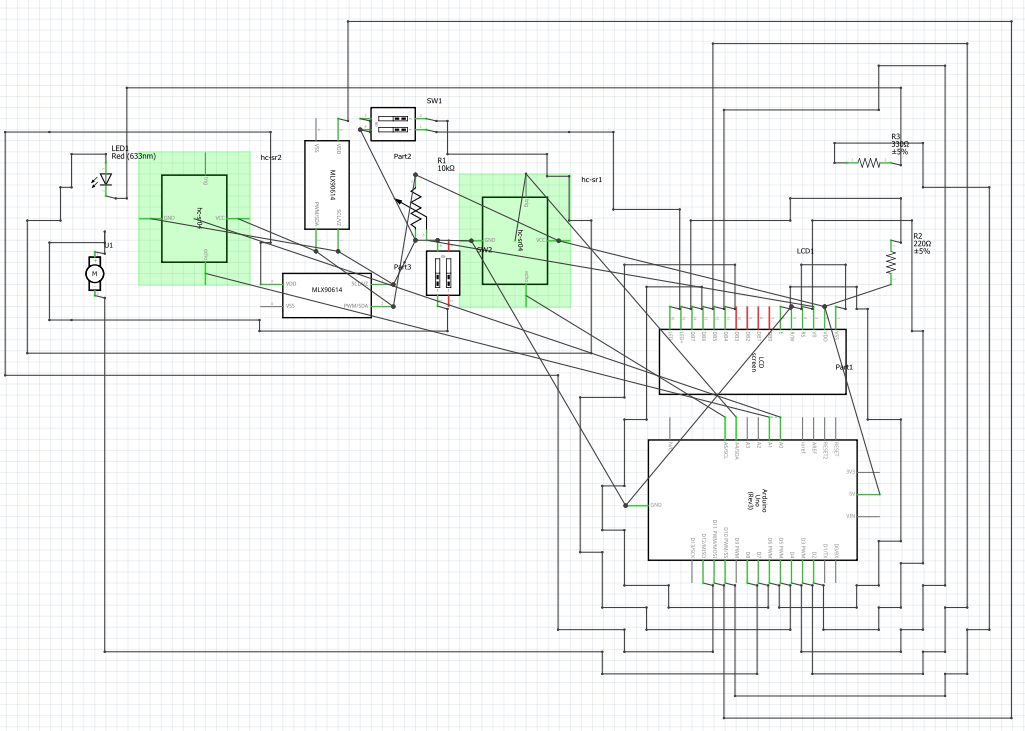 SW1
LED1
Red (633nm)
hc-sr2
Part2
R1
10kΩ
hc-sr1
R3
330Ω
±5%
MLX90614
VSS
VDD
PWM/SDA
SCL/VZ
hc-sr04
GND
VCC
hc-sr04
GND
VCC
SW2
U1
M
Part3
MLX90614
VDD
VSS
SCL/VZ
PWM/SDA
R2
220Ω
±5%
LCD1
LCD
screen
Part1
Arduino
Uno
(Rev3)
GND
3V3
5V
VIN
A5/SCL
A4/SDA
A3
A2
A1
A0
AREF
RESET2
RESET
D13/SCK
D12/MISO
D11 PWM/MOSI
D10 PWM/SS
D9 PWM
D8
D7
D6 PWM
D5 PWM
D4
D3 PWM
D2
D1/TX
D0/RX